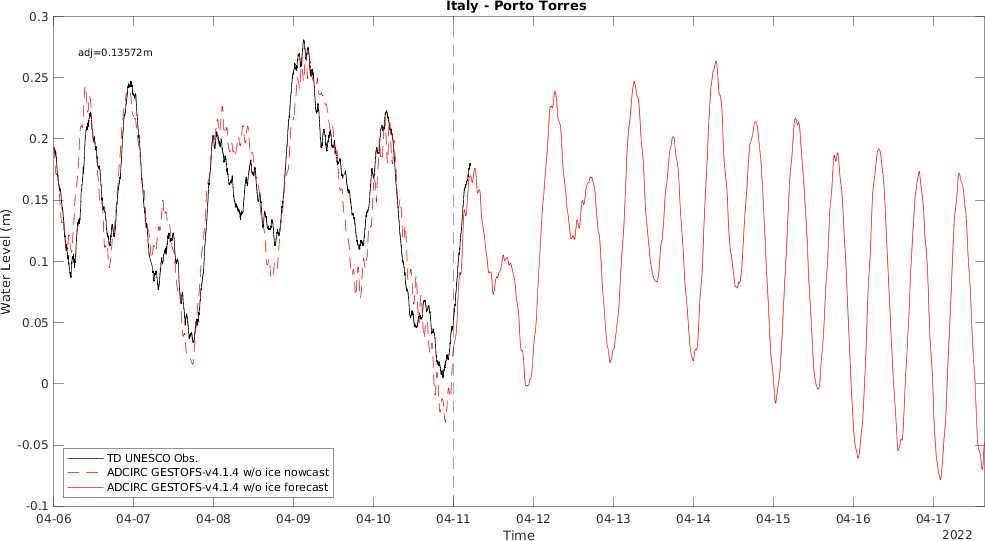 Italy - Porto Torres
adj=0.13572m
0.3
0.25
0.2
0.15
0.1
0.05
0
-0.05
-0.1
Water Level (m)
TD UNESCO Obs.
ADCIRC GESTOFS-v4.1.4 w/o ice nowcast
ADCIRC GESTOFS-v4.1.4 w/o ice forecast
04-06 04-07 04-08 04-09 04-10 04-11 04-12 04-13 04-14 04-15 04-16 04-17
Time
2022